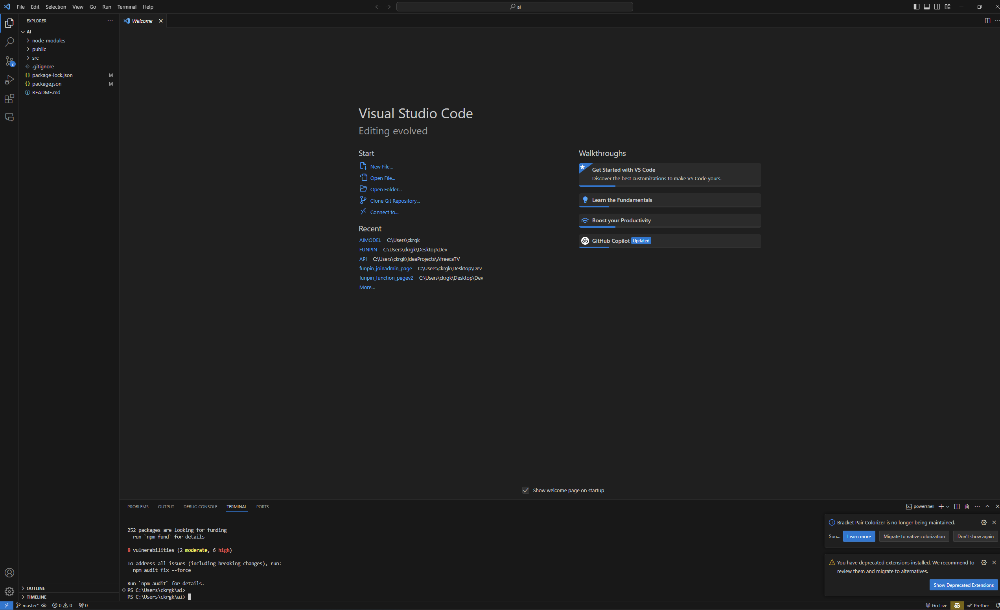 File Edit Selection View Go Run Terminal Help
ai
EXPLORER
Welcome
AI
node_modules
public
src
.gitignore
package-lock.json M
package.json M
README.md
2
Visual Studio Code
Editing evolved
Start
New File...
Open File...
Open Folder...
Clone Git Repository...
Connect to...
Recent
AIMODEL C:\Users\ckrgk
FUNPIN C:\Users\ckrgk\Desktop\Dev
API C:\Users\ckrgk\IdeaProjects\AfreecaTV
funpin_joinadmin_page C:\Users\ckrgk\Desktop\Dev
funpin_function_pagev2 C:\Users\ckrgk\Desktop\Dev
More...
Walkthroughs
Get Started with VS Code
Discover the best customizations to make VS Code yours.
Learn the Fundamentals
Boost your Productivity
GitHub Copilot Updated
Show welcome page on startup
PROBLEMS OUTPUT DEBUG CONSOLE TERMINAL PORTS
powershell
252 packages are looking for funding
run `npm fund` for details
8 vulnerabilities (2 moderate, 6 high)
To address all issues (including breaking changes), run:
npm audit fix --force
Run `npm audit` for details.
PS C:\Users\ckrgk\ai>
PS C:\Users\ckrgk\ai>
Bracket Pair Colorizer is no longer being maintained.
Sou... Learn more Migrate to native colorization Don't show again
You have deprecated extensions installed. We recommend to
review them and migrate to alternatives.
Show Deprecated Extensions
OUTLINE
TIMELINE
master* 0 0 0
Go Live Prettier